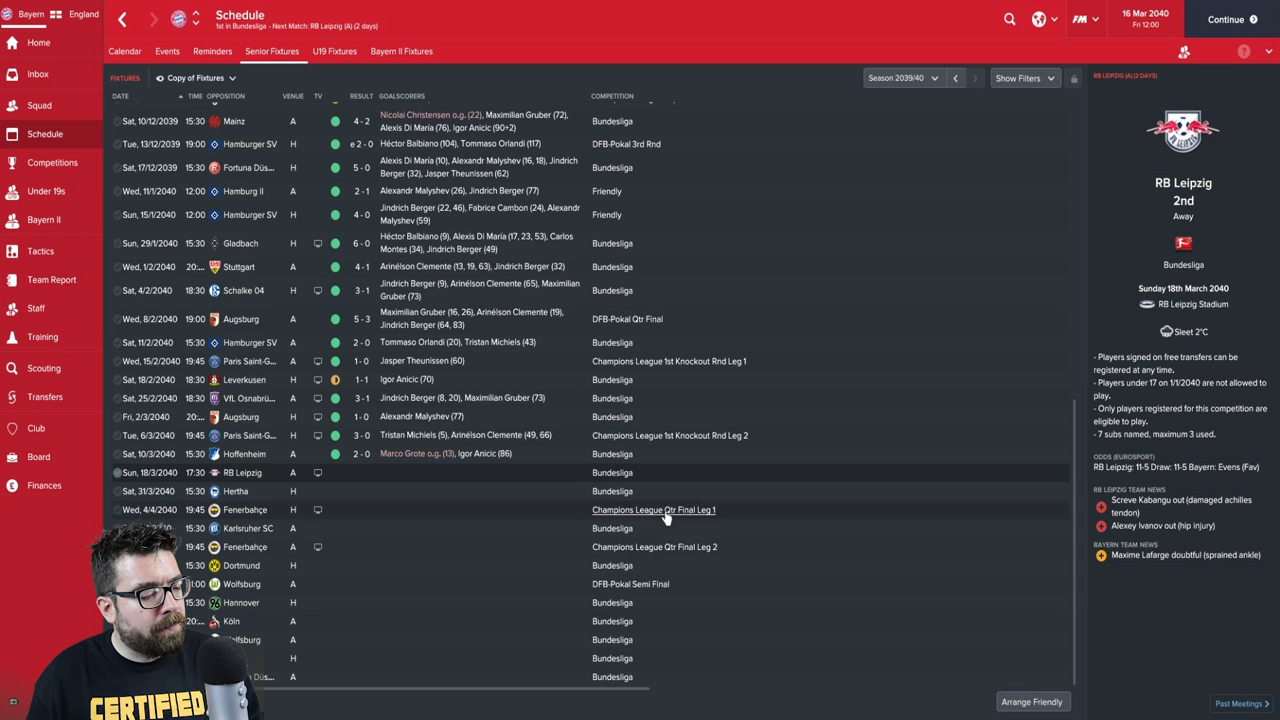 Bayern England Schedule 16 Mar 2040 Continue
1st in Bundesliga - Next Match: RB Leipzig (A) (2 days) FM Fri 12:00
Home
Inbox
Squad
Schedule
Competitions
Under 19s
Bayern II
Tactics
Team Report
Staff
Training
Scouting
Transfers
Club
Board
Finances
Calendar Events Reminders Senior Fixtures U19 Fixtures Bayern II Fixtures
FIXTURES Copy of Fixtures Season 2039/40 Show Filters
DATE TIME OPPOSITION VENUE TV RESULT GOALSCORERS COMPETITION
Sat, 10/12/2039 15:30 Mainz A 4 - 2 Nicolai Christensen o.g. (22), Maximilian Gruber (72), Bundesliga
Alexis Di María (76), Igor Anicic (90+2)
Tue, 13/12/2039 19:00 Hamburger SV H e 2 - 0 Héctor Balbiano (104), Tommaso Orlandi (117) DFB-Pokal 3rd Rnd
Sat, 17/12/2039 15:30 Fortuna Düs... H 5 - 0 Alexis Di María (10), Alexandr Malyshev (16, 18), Jindrich Bundesliga
Berger (32), Jasper Theunissen (62)
Wed, 11/1/2040 12:00 Hamburg II A 2 - 1 Alexandr Malyshev (26), Jindrich Berger (77) Friendly
Sun, 15/1/2040 12:00 Hamburger SV H 4 - 0 Jindrich Berger (22, 46), Fabrice Cambon (24), Alexandr Friendly
Malyshev (59)
Sun, 29/1/2040 15:30 Gladbach H 6 - 0 Héctor Balbiano (9), Alexis Di María (17, 23, 53), Carlos Bundesliga
Montes (34), Jindrich Berger (49)
Wed, 1/2/2040 20:... Stuttgart A 4 - 1 Arinélson Clemente (13, 19, 63), Jindrich Berger (32) Bundesliga
Sat, 4/2/2040 18:30 Schalke 04 H 3 - 1 Jindrich Berger (8), Arinélson Clemente (65), Maximilian Bundesliga
Gruber (73)
Wed, 8/2/2040 19:00 Augsburg A 5 - 3 Maximilian Gruber (16, 26), Arinélson Clemente (19), DFB-Pokal Qtr Final
Jindrich Berger (64, 83)
Sat, 11/2/2040 15:30 Hamburger SV A 2 - 0 Tommaso Orlandi (20), Tristan Michiels (43) Bundesliga
Wed, 15/2/2040 19:45 Paris Saint-G... A 1 - 0 Jasper Theunissen (60) Champions League 1st Knockout Rnd Leg 1
Sat, 18/2/2040 18:30 Leverkusen H 1 - 1 Igor Anicic (70) Bundesliga
Sat, 25/2/2040 18:30 VfL Osnabrü... A 3 - 1 Jindrich Berger (8, 20), Maximilian Gruber (73) Bundesliga
Fri, 2/3/2040 20:... Augsburg H 1 - 0 Alexandr Malyshev (77) Bundesliga
Tue, 6/3/2040 19:45 Paris Saint-G... H 3 - 0 Tristan Michiels (5), Arinélson Clemente (49, 66) Champions League 1st Knockout Rnd Leg 2
Sat, 10/3/2040 15:30 Hoffenheim A 2 - 0 Marco Grote o.g. (13), Igor Anicic (86) Bundesliga
Sun, 18/3/2040 17:30 RB Leipzig A Bundesliga
Sat, 31/3/2040 15:30 Hertha H Bundesliga
Wed, 4/4/2040 19:45 Fenerbahçe H Champions League Qtr Final Leg 1
Karlsruher SC A Bundesliga
19:45 Fenerbahçe A Champions League Qtr Final Leg 2
15:30 Dortmund H Bundesliga
Wolfsburg A DFB-Pokal Semi Final
15:30 Hannover H Bundesliga
20:... Köln A Bundesliga
A Bundesliga
H Bundesliga
A Bundesliga
Arrange Friendly
RB LEIPZIG (A) (2 DAYS)
RB Leipzig
2nd
Away
Bundesliga
Sunday 18th March 2040
RB Leipzig Stadium
Sleet 2°C
- Players signed on free transfers can be
registered at any time.
- Players under 17 on 1/1/2040 are not allowed to
play.
- Only players registered for this competition are
eligible to play.
- 7 subs named, maximum 3 used.
ODDS (EUROSPORT)
RB Leipzig: 11-5 Draw: 11-5 Bayern: Evens (Fav)
RB LEIPZIG TEAM NEWS
Screve Kabangu out (damaged achilles
tendon)
Alexey Ivanov out (hip injury)
BAYERN TEAM NEWS
Maxime Lafarge doubtful (sprained ankle)
Past Meetings
CERTIFIED